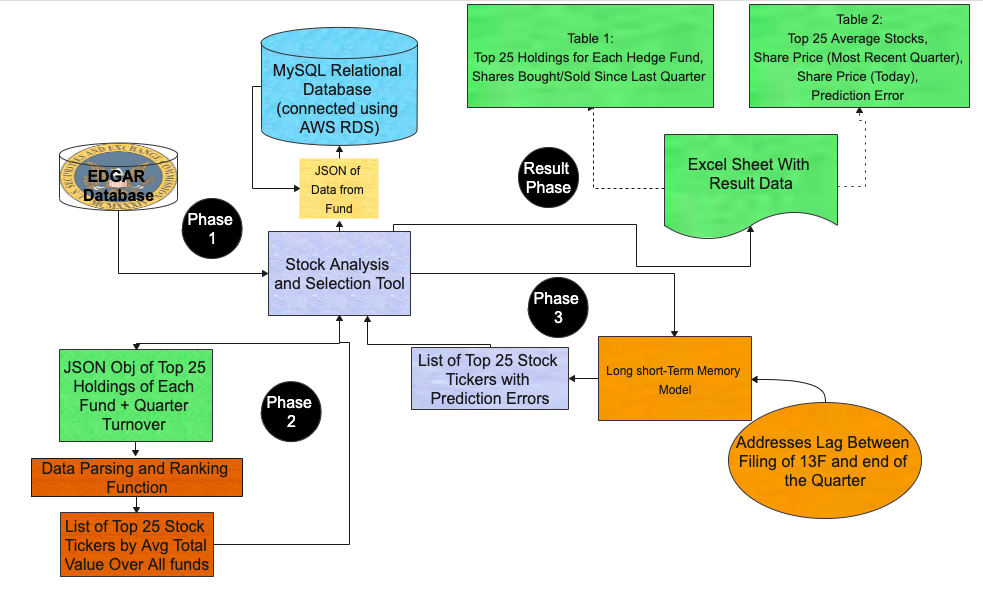 MySQL Relational
Database
(connected using
AWS RDS)
Table 1:
Top 25 Holdings for Each Hedge Fund,
Shares Bought/Sold Since Last Quarter
Table 2:
Top 25 Average Stocks,
Share Price (Most Recent Quarter),
Share Price (Today),
Prediction Error
EDGAR
Database
JSON of
Data from
Fund
Result
Phase
Excel Sheet With
Result Data
Phase
1
Stock Analysis
and Selection Tool
Phase
3
JSON Obj of Top 25
Holdings of Each
Fund + Quarter
Turnover
Phase
2
List of Top 25 Stock
Tickers with
Prediction Errors
Long short-Term Memory
Model
Addresses Lag Between
Filing of 13F and end of
the Quarter
Data Parsing and Ranking
Function
List of Top 25 Stock
Tickers by Avg Total
Value Over All funds